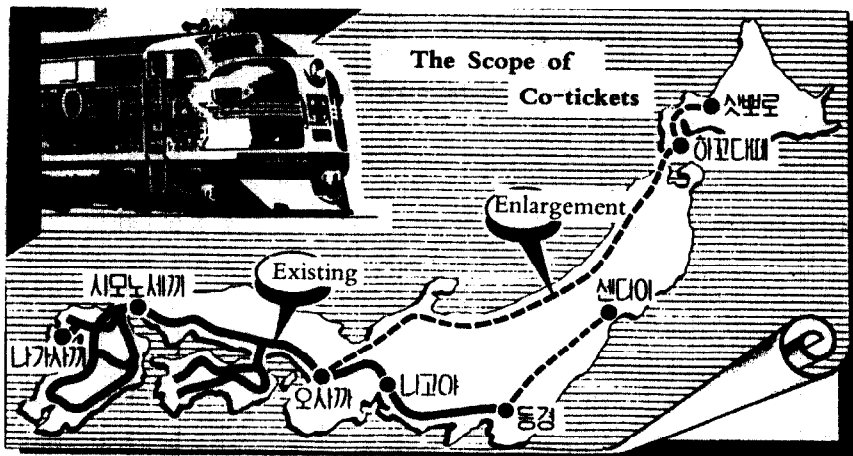 The Scope of
Co-tickets
삿뽀로
하꼬다떼
Enlargement
센다이
Existing
시모노세끼
나가사끼
오사까
나고야
동경